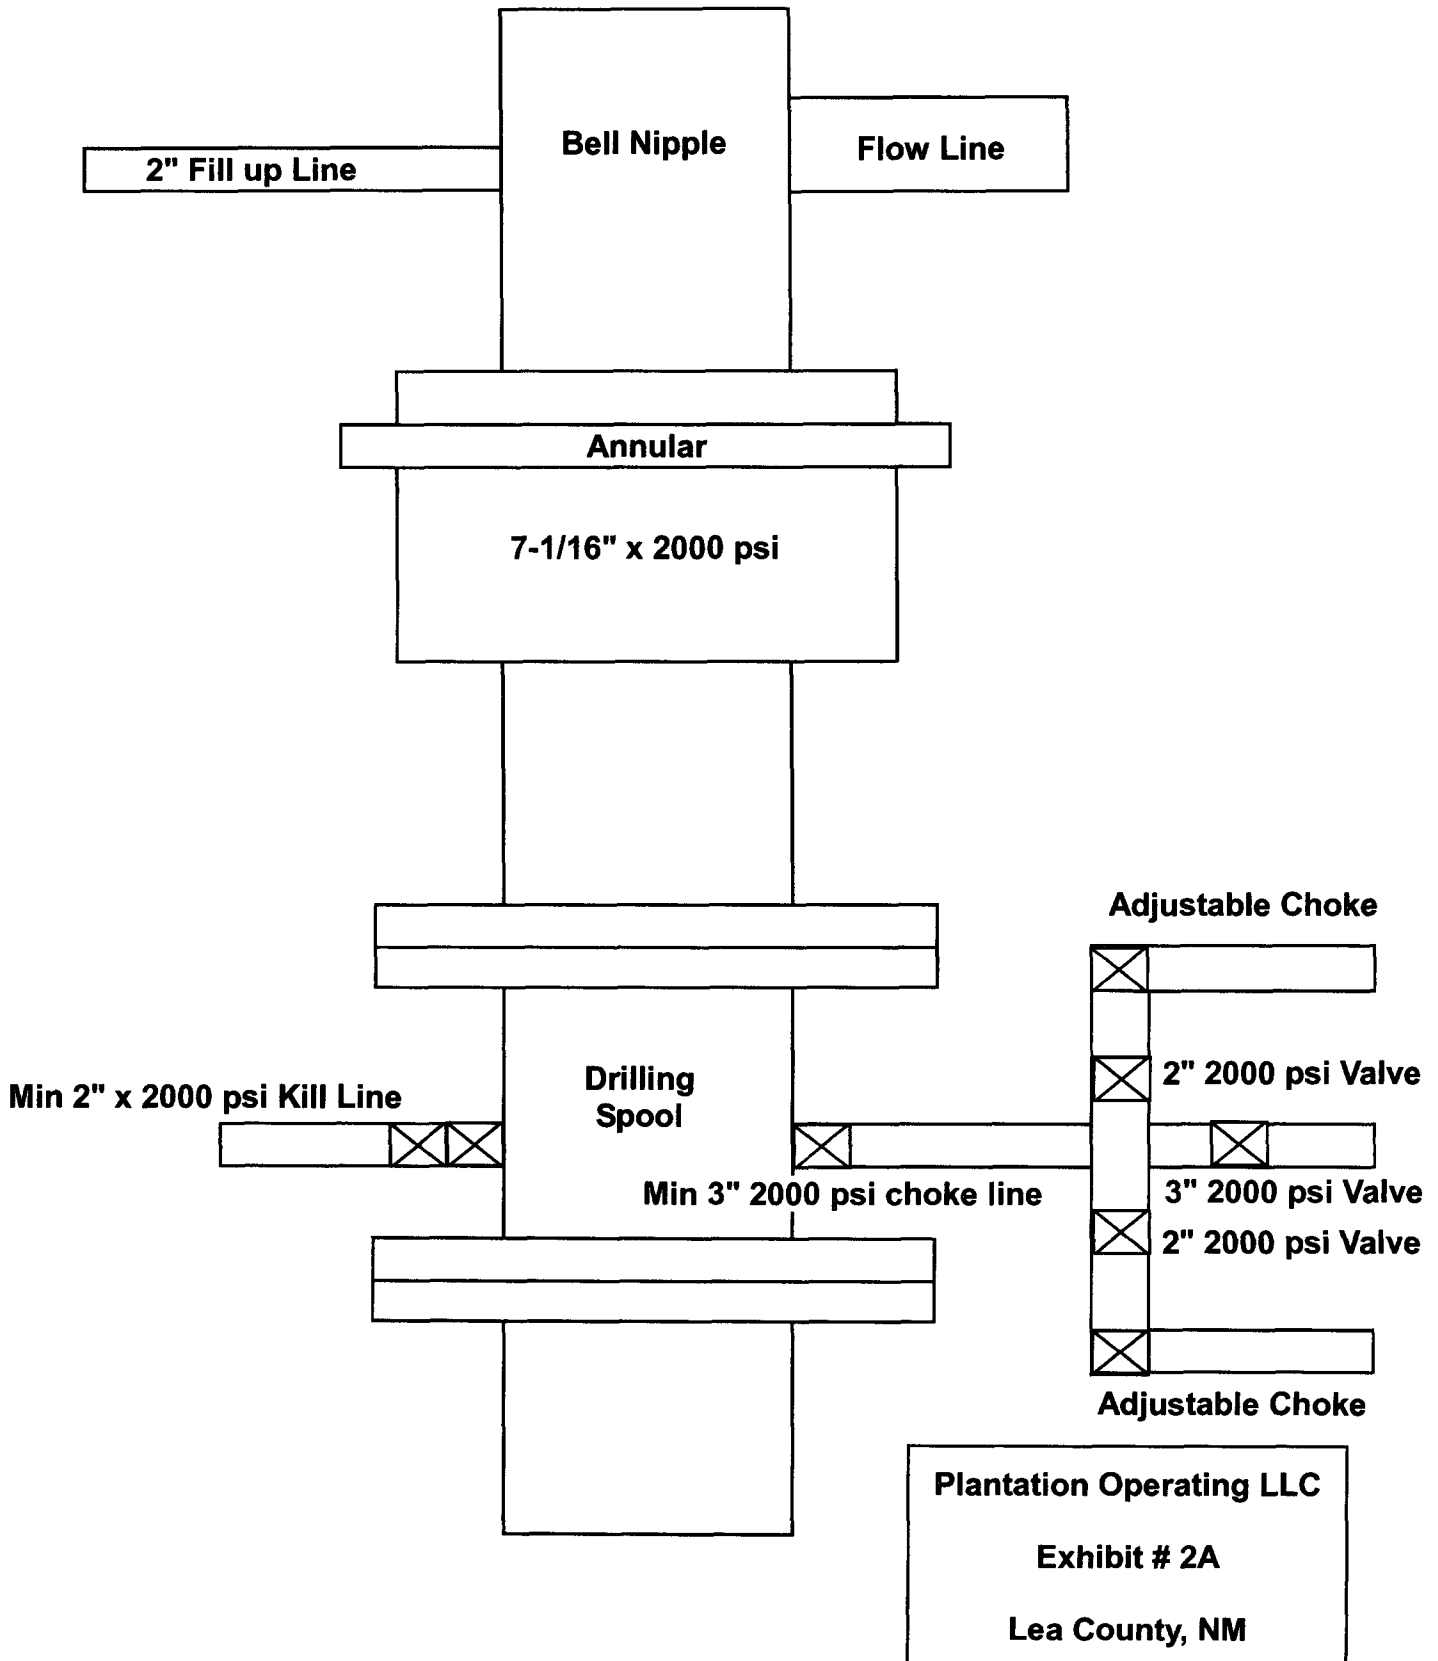 Bell Nipple
Flow Line
2" Fill up Line
Annular
7-1/16" x 2000 psi
Adjustable Choke
Drilling
Spool
2" 2000 psi Valve
Min 2" x 2000 psi Kill Line
Min 3" 2000 psi choke line
3" 2000 psi Valve
2" 2000 psi Valve
Adjustable Choke
Plantation Operating LLC
Exhibit # 2A
Lea County, NM